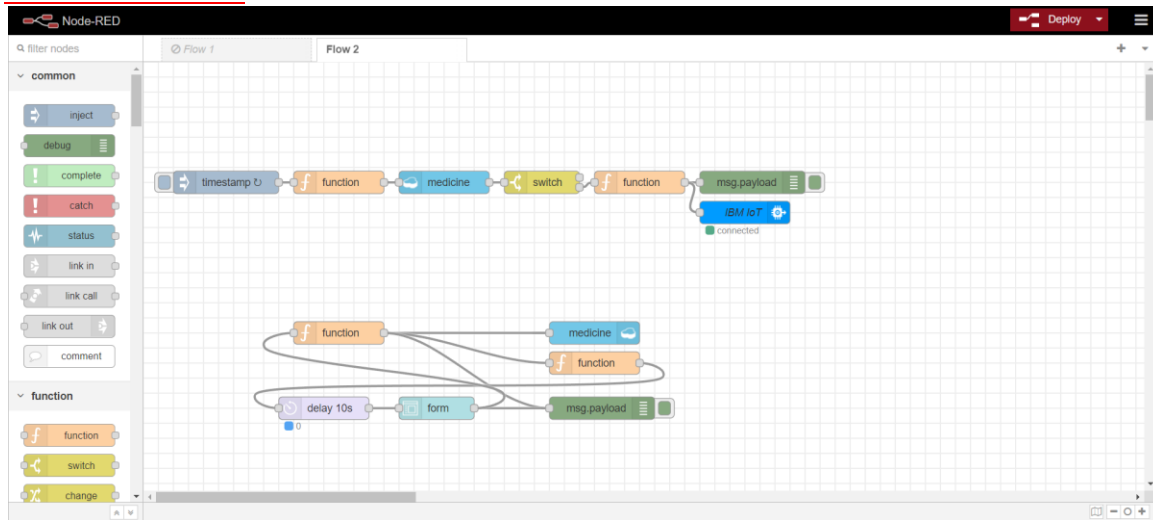 Node-RED
Deploy
filter nodes
Flow 1
Flow 2
common
inject
debug
complete
catch
status
link in
link call
link out
comment
function
function
switch
change
timestamp ↻
function
medicine
switch
function
msg.payload
IBM IoT
connected
function
medicine
function
delay 10s
form
msg.payload
0